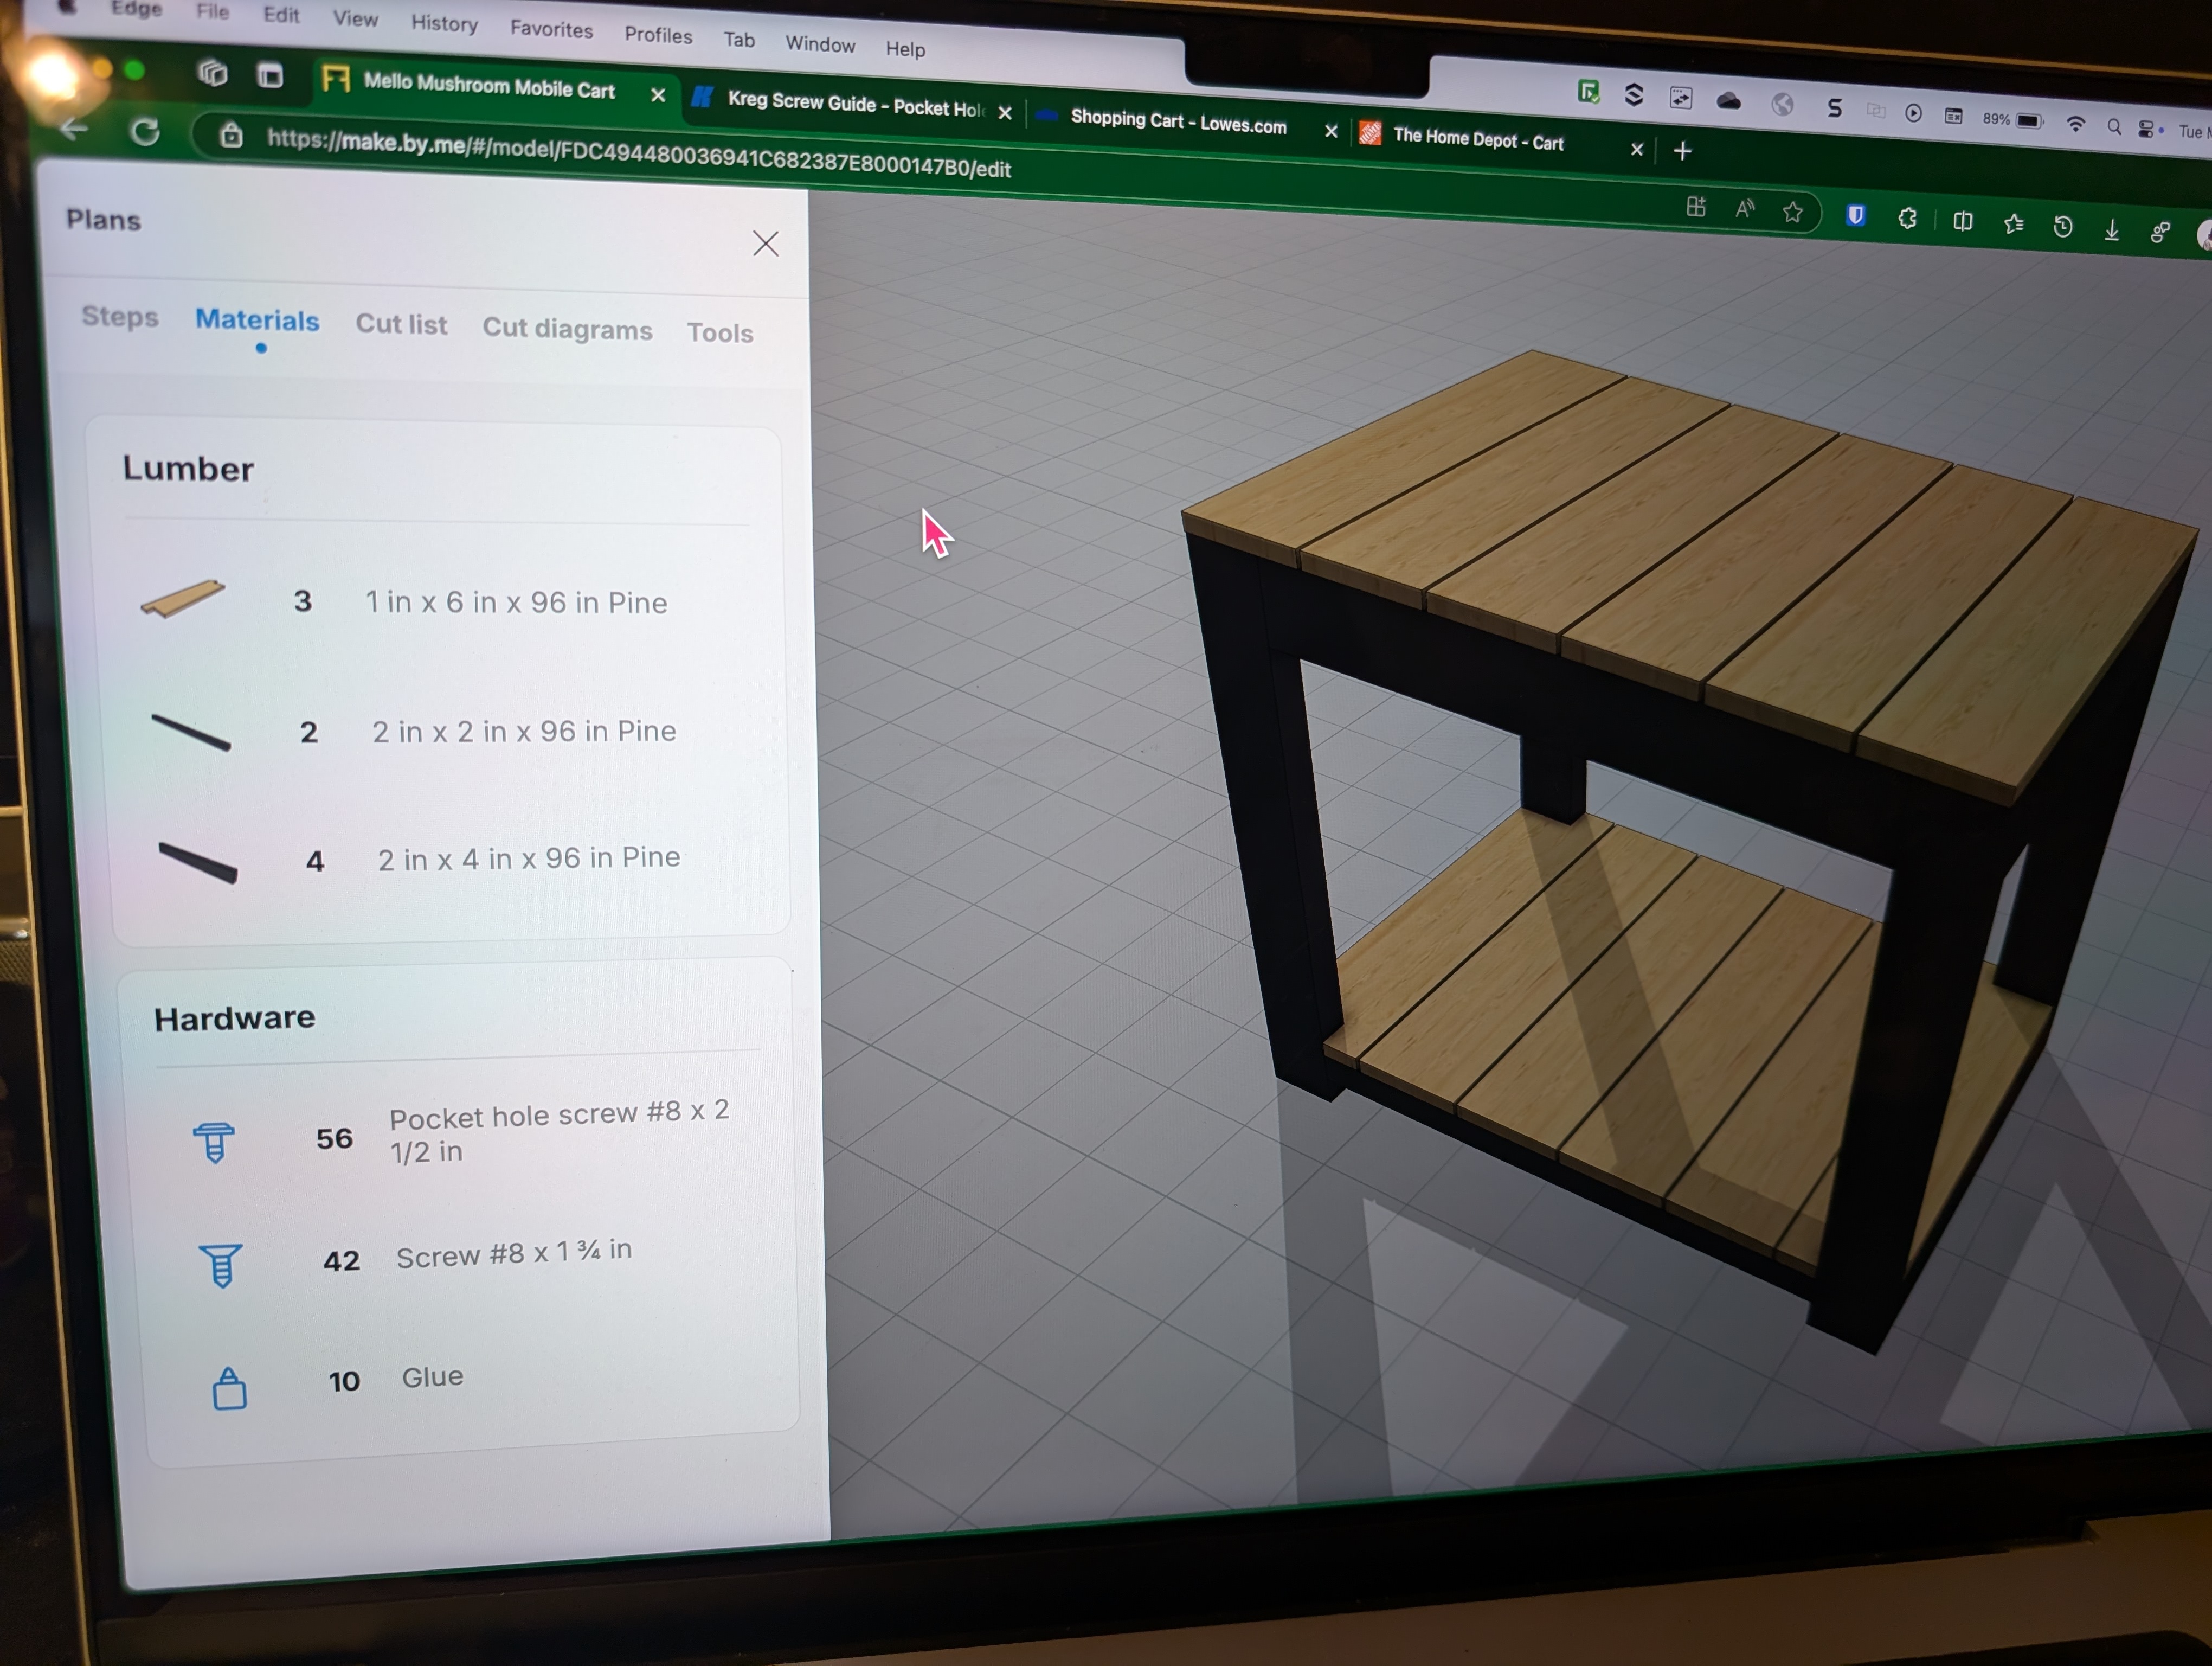 Edge File Edit View History Favorites Profiles Tab Window Help
89%
Tue
Mello Mushroom Mobile Cart
Kreg Screw Guide - Pocket Hol
Shopping Cart - Lowes.com
The Home Depot - Cart
https://make.by.me/#/model/FDC494480036941C682387E8000147B0/edit
Plans
Steps Materials Cut list Cut diagrams Tools
Lumber
3 1 in x 6 in x 96 in Pine
2 2 in x 2 in x 96 in Pine
4 2 in x 4 in x 96 in Pine
Hardware
56 Pocket hole screw #8 x 2
1/2 in
42 Screw #8 x 1 ¾ in
10 Glue